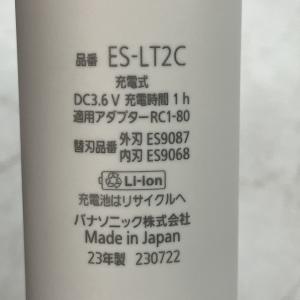 品番 ES-LT2C
充電式
DC3.6 V 充電時間 1 h
適用アダプター RC1-80
替刃品番 外刃 ES9087
内刃 ES9068
Li-ion
充電池はリサイクルへ
パナソニック株式会社
Made in Japan
23年製 230722